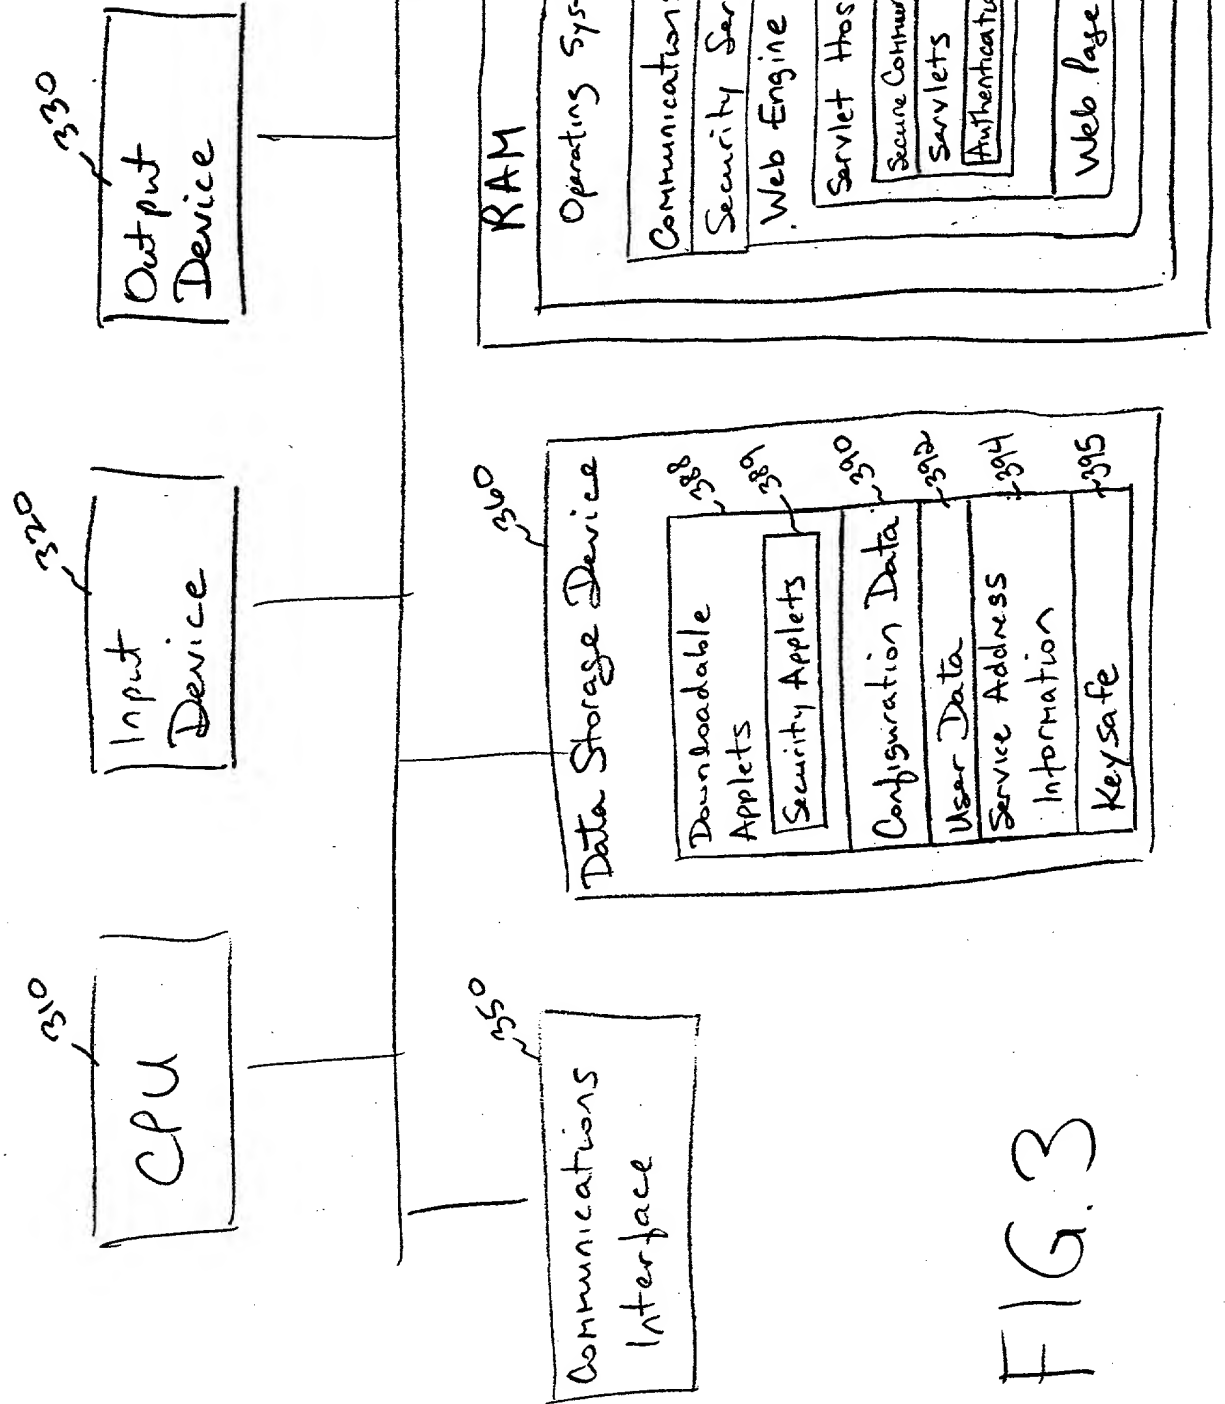 310
CPU
320
Input
Device
330
Output
Device
350
Communications
Interface
360
Data Storage Device
Downloadable
Applets
388
Security Applets
389
Configuration Data
390
User Data
392
Service Address
Information
394
Keysafe
395
RAM
Operating Sys
Communication
Security Ser
Web Engine
Servlet Hos
Secure Commun
Servlets
Authenticati
Web Page
FIG. 3